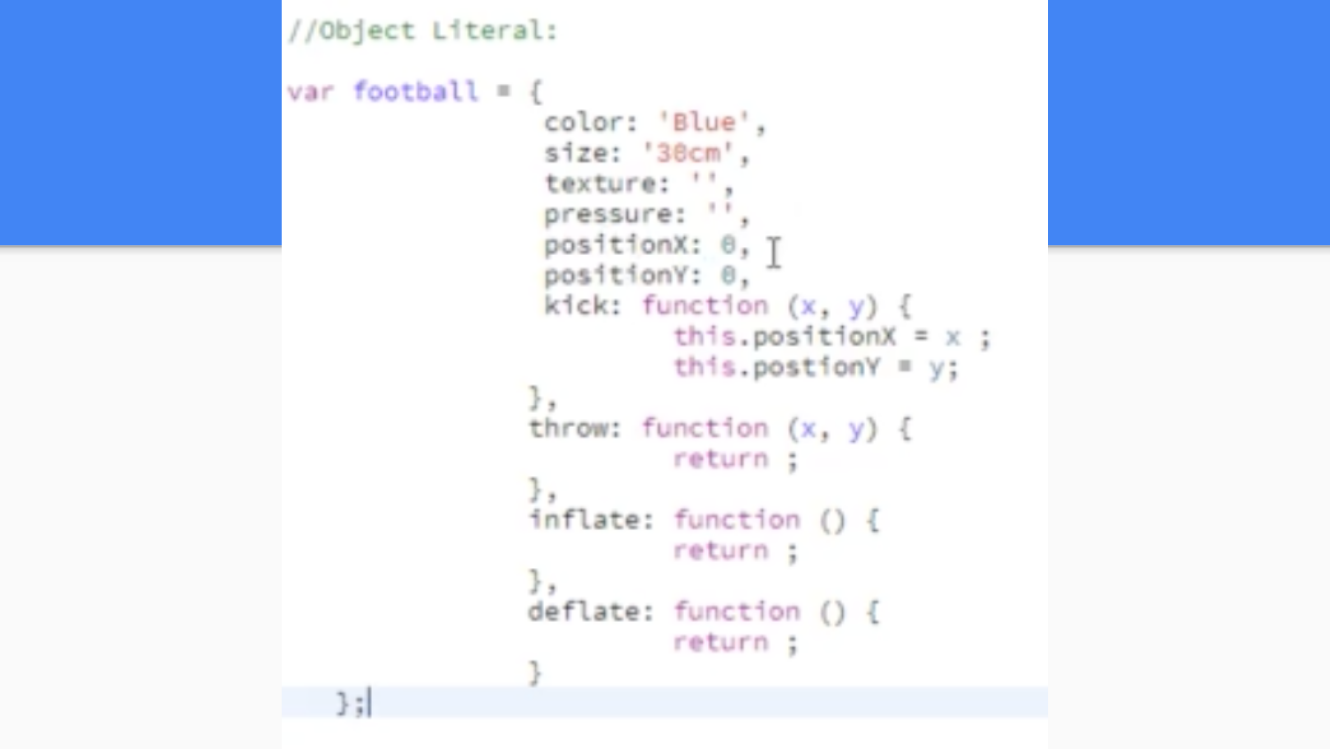 //Object Literal:
var football = {
color: 'Blue',
size: '30cm',
texture: '',
pressure: '',
positionX: 0,
positionY: 0,
kick: function (x, y) {
this.positionX = x ;
this.postionY = y;
},
throw: function (x, y) {
return ;
},
inflate: function () {
return ;
},
deflate: function () {
return ;
}
};